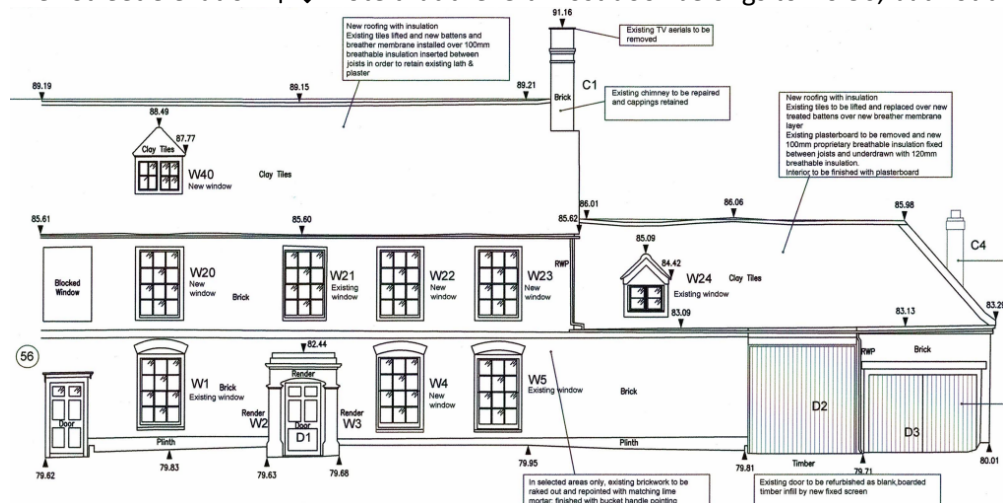 91.16
Existing TV aerials to be
removed
New roofing with insulation
Existing tiles lifted and new battens and
breather membrane installed over 100mm
breathable insulation inserted between
joists in order to retain existing lath &
plaster
89.19
89.15
89.21
Brick
C1
Existing chimney to be repaired
and cappings retained
New roofing with insulation
Existing tiles to be lifted and replaced over new
treated battens over new breather membrane
layer
Existing plasterboard to be removed and new
100mm proprietary breathable insulation fixed
between joists and underdrawn with 120mm
breathable insulation.
Interior to be finished with plasterboard
88.49
87.77
Clay Tiles
W40
New window
Clay Tiles
85.61
85.60
85.62
86.01
86.06
85.98
85.09
84.42
C4
Blocked
Window
W20
New
window
Brick
W21
Existing
window
W22
New
window
W23
New
window
RWP
W24
Existing window
Clay Tiles
83.09
83.13
83.29
56
82.44
Render
W1
Brick
Existing window
Render
W2
Door
D1
Render
W3
W4
New
window
W5
Existing window
Brick
RWP
Brick
D2
D3
Door
Plinth
Plinth
79.62
79.83
79.63
79.68
79.95
79.81
Timber
79.71
80.01
In selected areas only, existing brickwork to be
raked out and repointed with matching lime
mortar: finished with bucket handle pointing
Existing door to be refurbished as blank,boarded
timber infill by new fixed screen